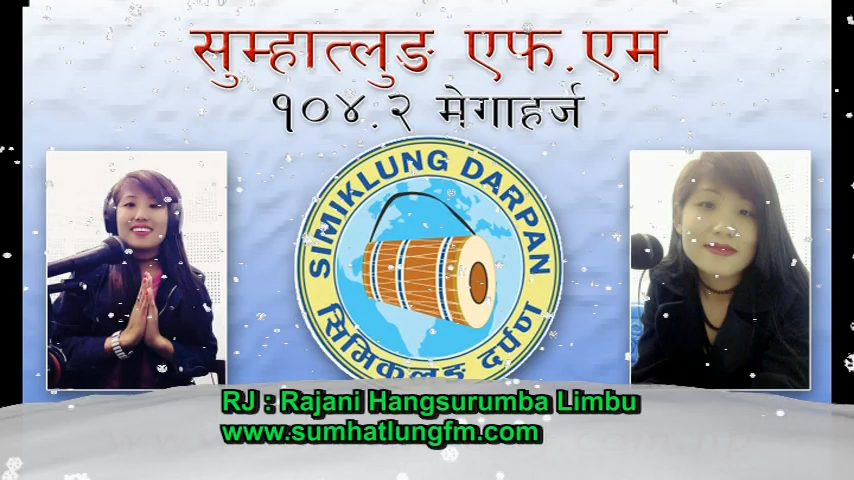 सुम्हात्लुङ एफ.एम
१०४.२ मेगाहर्ज
SIMIKLUNG DARPAN
सिमिकलुङ दर्पण
RJ : Rajani Hangsurumba Limbu
www.sumhatlungfm.com